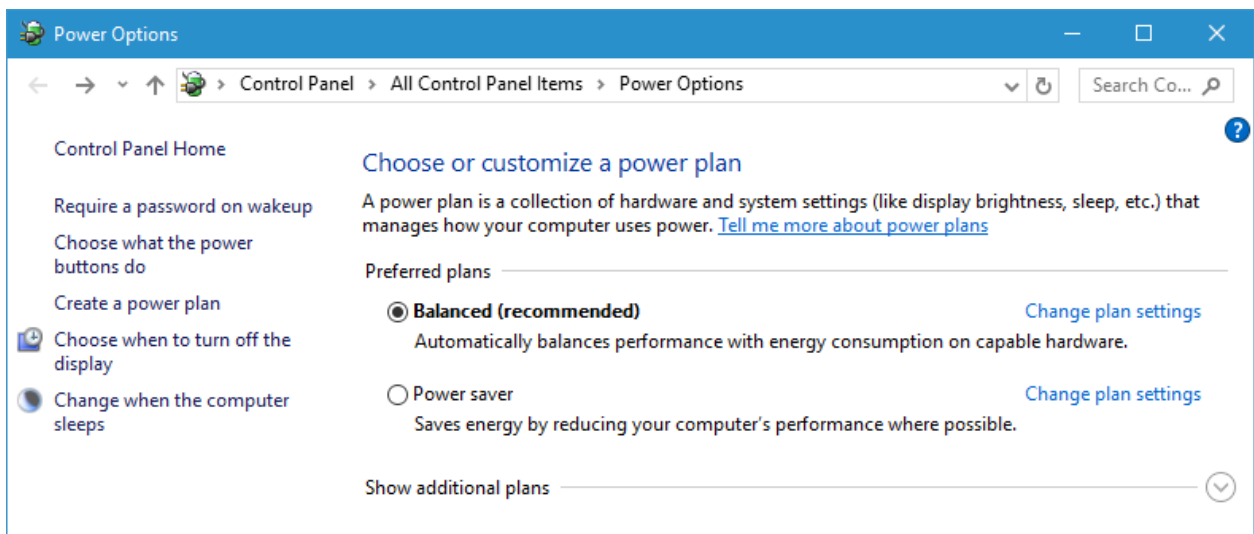 Power Options
Control Panel > All Control Panel Items > Power Options
Search Co...
Control Panel Home
Require a password on wakeup
Choose what the power
buttons do
Create a power plan
Choose when to turn off the
display
Change when the computer
sleeps
?
Choose or customize a power plan
A power plan is a collection of hardware and system settings (like display brightness, sleep, etc.) that
manages how your computer uses power. Tell me more about power plans
Preferred plans
Balanced (recommended) Change plan settings
Automatically balances performance with energy consumption on capable hardware.
Power saver Change plan settings
Saves energy by reducing your computer's performance where possible.
Show additional plans